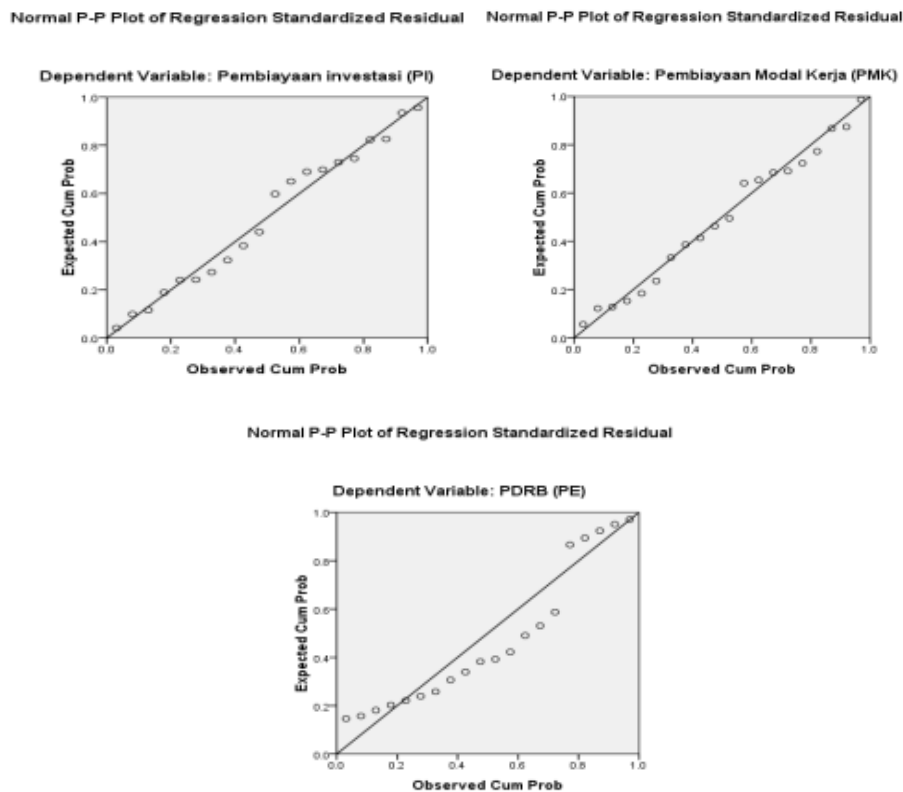 Normal P-P Plot of Regression Standardized Residual
Dependent Variable: Pembiayaan investasi (PI)
Expected Cum Prob
1.0
0.8
0.6
0.4
0.2
0.0
0.0 0.2 0.4 0.6 0.8 1.0
Observed Cum Prob
Normal P-P Plot of Regression Standardized Residual
Dependent Variable: Pembiayaan Modal Kerja (PMK)
Expected Cum Prob
1.0
0.8
0.6
0.4
0.2
0.0
0.0 0.2 0.4 0.6 0.8 1.0
Observed Cum Prob
Normal P-P Plot of Regression Standardized Residual
Dependent Variable: PDRB (PE)
Expected Cum Prob
1.0
0.8
0.6
0.4
0.2
0.0
0.0 0.2 0.4 0.6 0.8 1.0
Observed Cum Prob